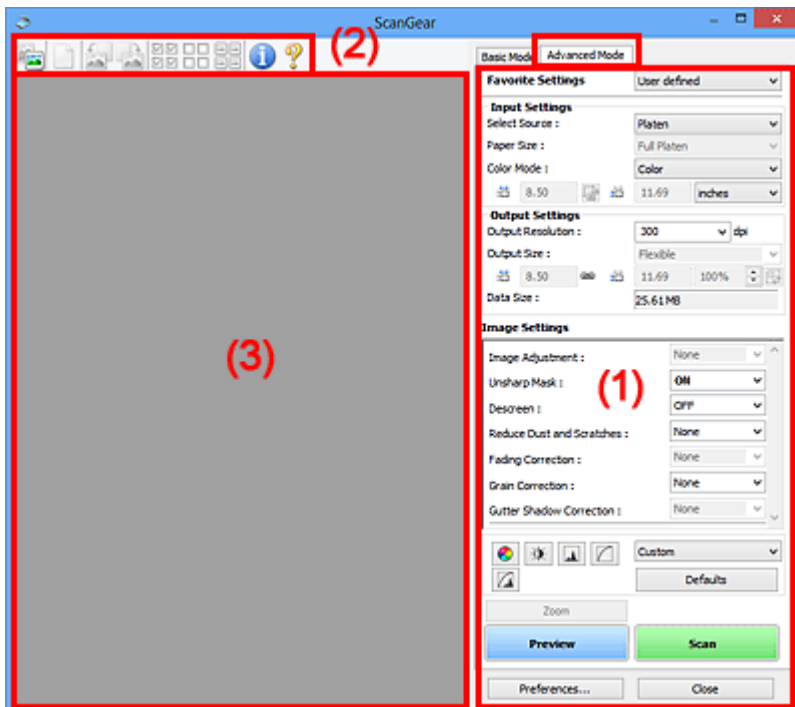 ScanGear
(2)
Basic Mode Advanced Mode
Favorite Settings User defined
Input Settings
Select Source : Platen
Paper Size : Full Platen
Color Mode : Color
8.50 11.69 inches
Output Settings
Output Resolution : 300 dpi
Output Size : Flexible
8.50 11.69 100%
Data Size : 25.61MB
Image Settings
(3)
Image Adjustment : None
(1)
Unsharp Mask : ON
Descreen : OFF
Reduce Dust and Scratches : None
Fading Correction : None
Grain Correction : None
Gutter Shadow Correction : None
Custom
Defaults
Zoom
Preview Scan
Preferences... Close